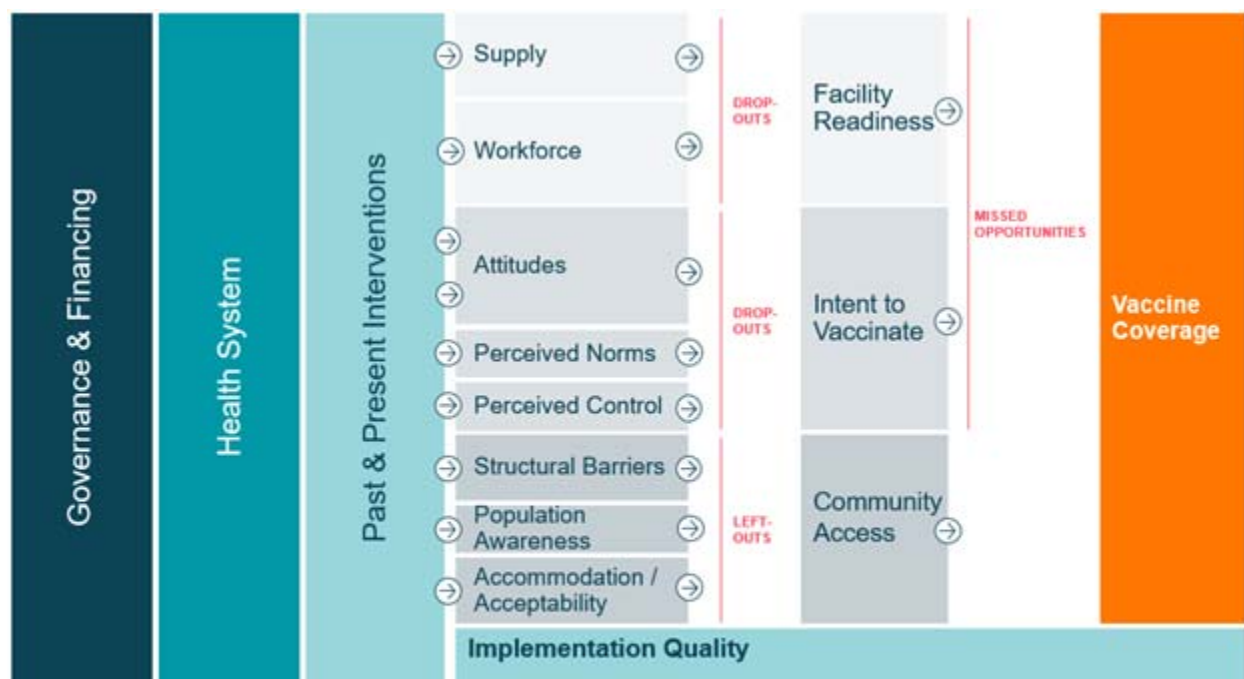 Governance & Financing
Health System
Past & Present Interventions
Supply
Workforce
Attitudes
Perceived Norms
Perceived Control
Structural Barriers
Population
Awareness
Accommodation /
Acceptability
DROP-
OUTS
DROP-
OUTS
LEFT-
OUTS
Facility
Readiness
Intent to
Vaccinate
Community
Access
MISSED
OPPORTUNITIES
Vaccine
Coverage
Implementation Quality